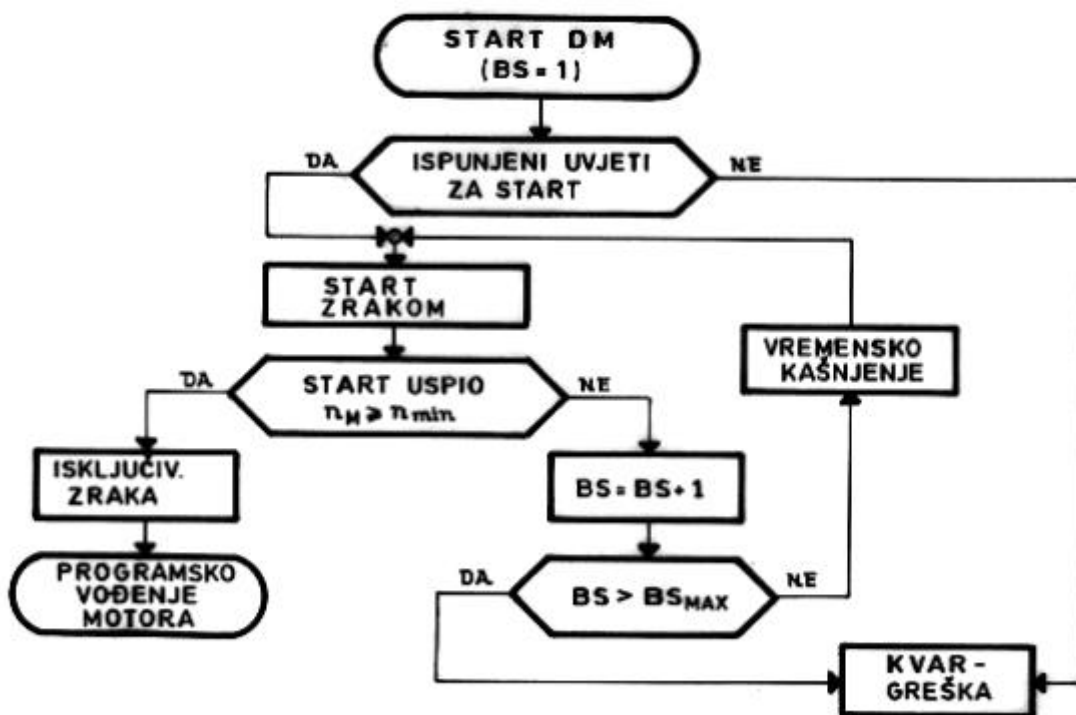 START DM
(BS = 1)
DA
ISPUNJENI UVJETI
ZA START
NE
START
ZRAKOM
VREMENSKO
KAŠNJENJE
DA
START USPIO
n_M ≥ n_min
NE
ISKLJUČIV.
ZRAKA
BS = BS + 1
PROGRAMSKO
VOĐENJE
MOTORA
DA
BS > BS_MAX
NE
KVAR -
GREŠKA